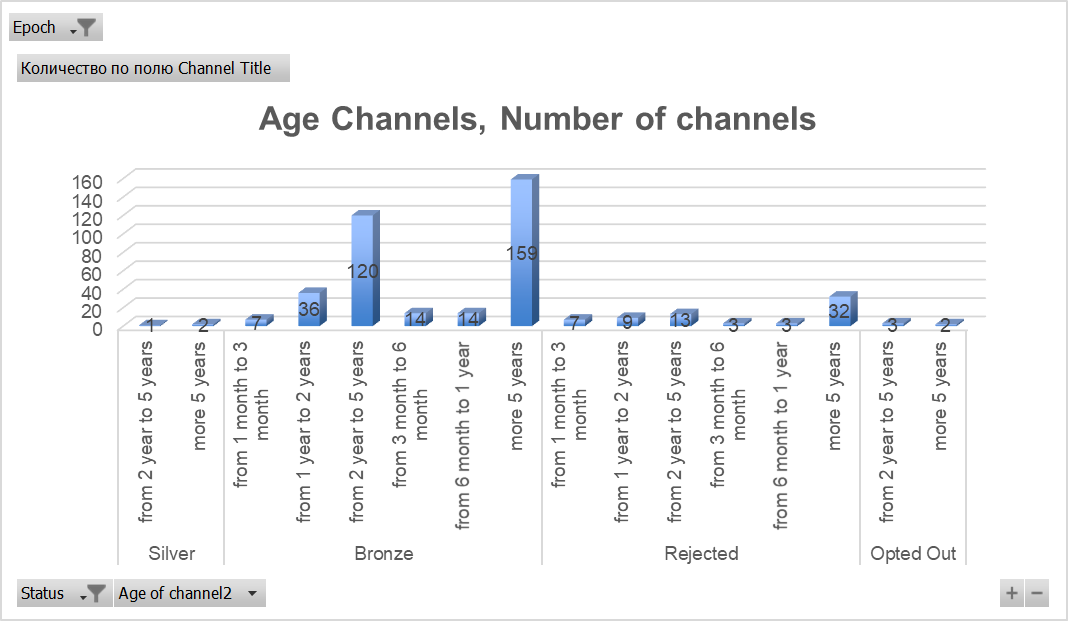 Epoch
Количество по полю Channel Title
Age Channels, Number of channels
160
140
120
100
80
60
40
20
0
1
2
7
36
120
14
14
159
7
9
13
3
3
32
3
2
from 2 year to 5 years
more 5 years
from 1 month to 3
month
from 1 year to 2 years
from 2 year to 5 years
from 3 month to 6
month
from 6 month to 1 year
more 5 years
from 1 month to 3
month
from 1 year to 2 years
from 2 year to 5 years
from 3 month to 6
month
from 6 month to 1 year
more 5 years
from 2 year to 5 years
more 5 years
Silver
Bronze
Rejected
Opted Out
Status
Age of channel2
+ −